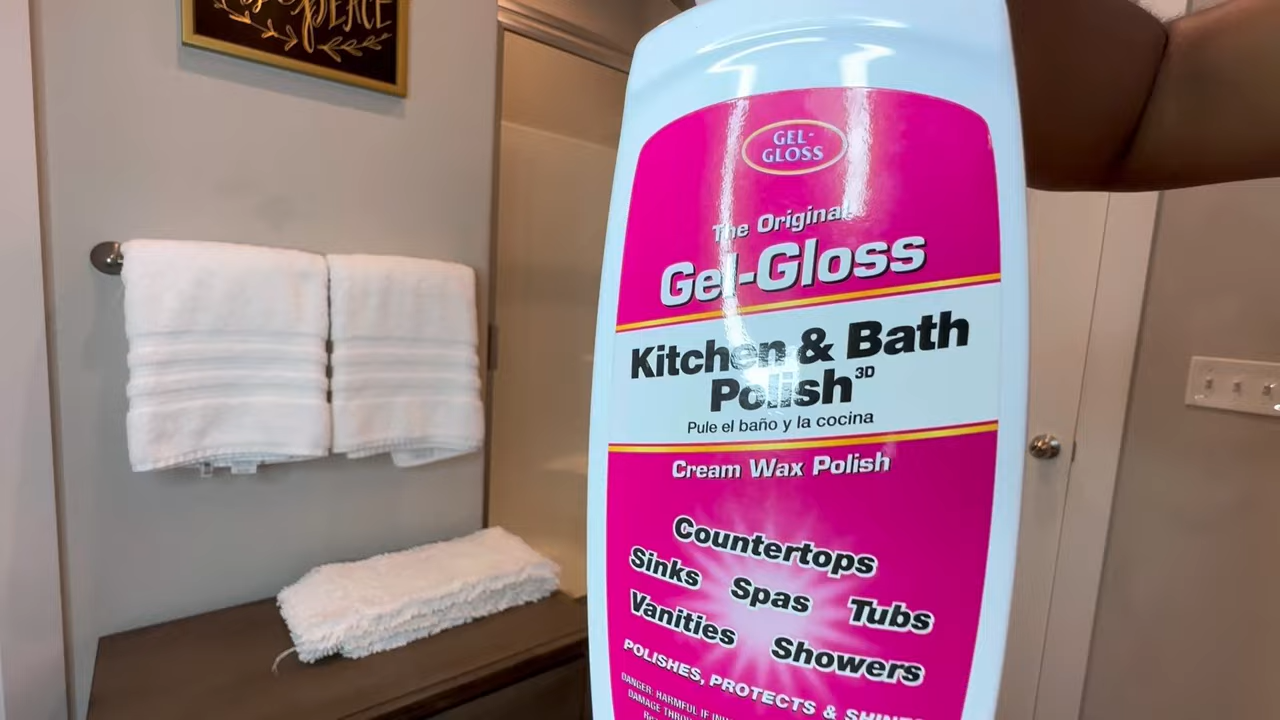 PEACE
GEL-
GLOSS
The Original
Gel-Gloss
Kitchen & Bath
Polish 3D
Pule el baño y la cocina
Cream Wax Polish
Countertops
Sinks Spas Tubs
Vanities Showers
POLISHES, PROTECTS &
DANGER: HARMFUL IF
DAMAGE